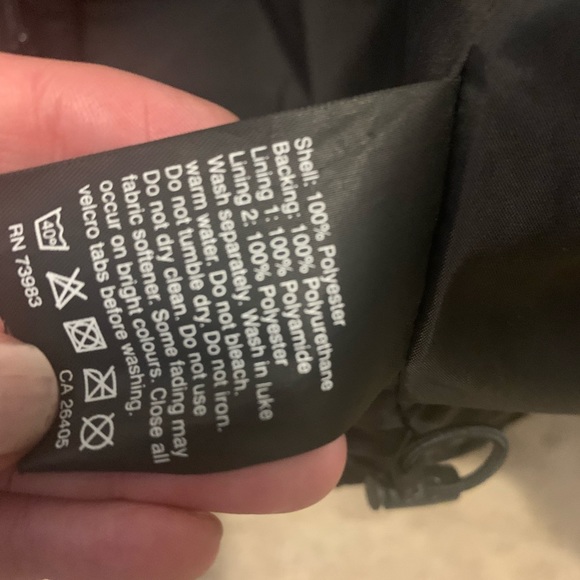 Shell: 100% Polyester
Backing: 100% Polyurethane
Lining 1: 100% Polyamide
Lining 2: 100% Polyester
Wash separately. Wash in luke
warm water. Do not bleach.
Do not tumble dry. Do not iron.
Do not dry clean. Do not use
fabric softener. Some fading may
occur on bright colours. Close all
velcro tabs before washing.
40°
RN 73983
CA 26405